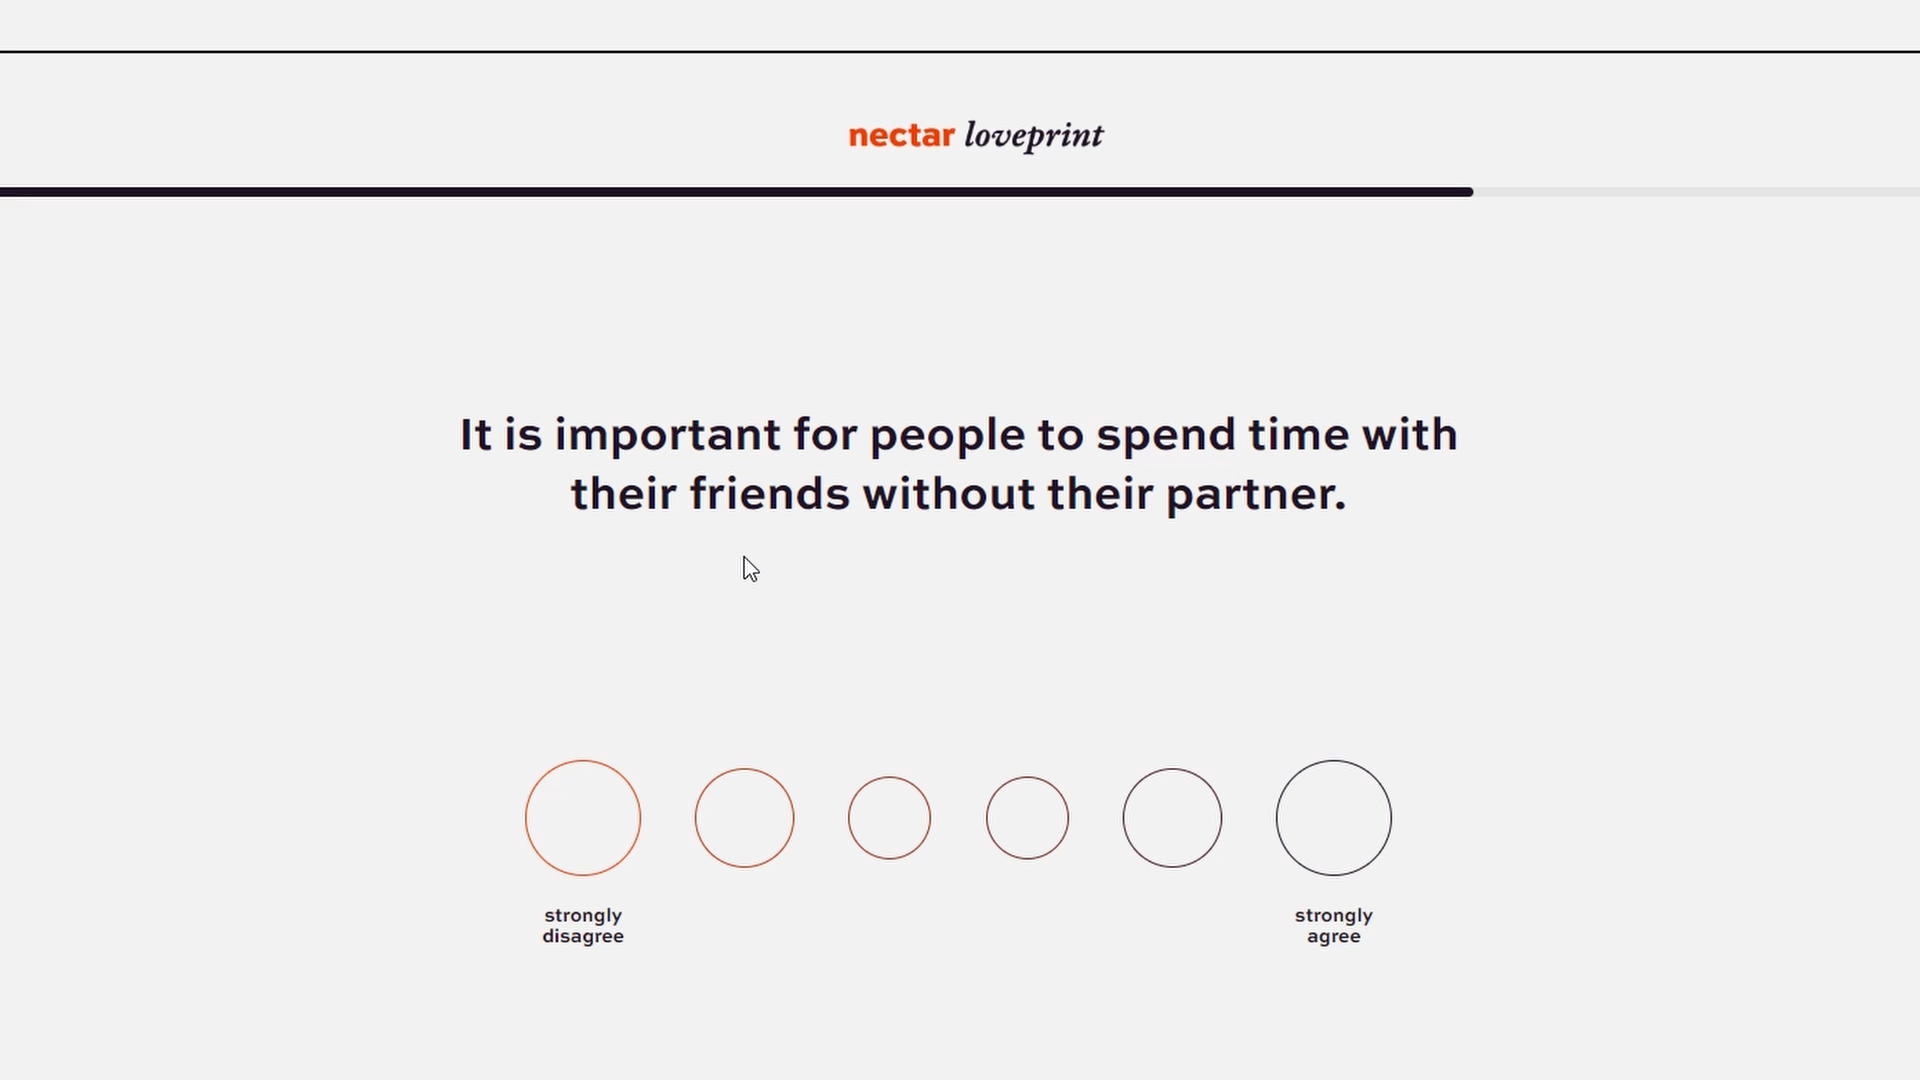 nectar loveprint
It is important for people to spend time with
their friends without their partner.
strongly
disagree
strongly
agree